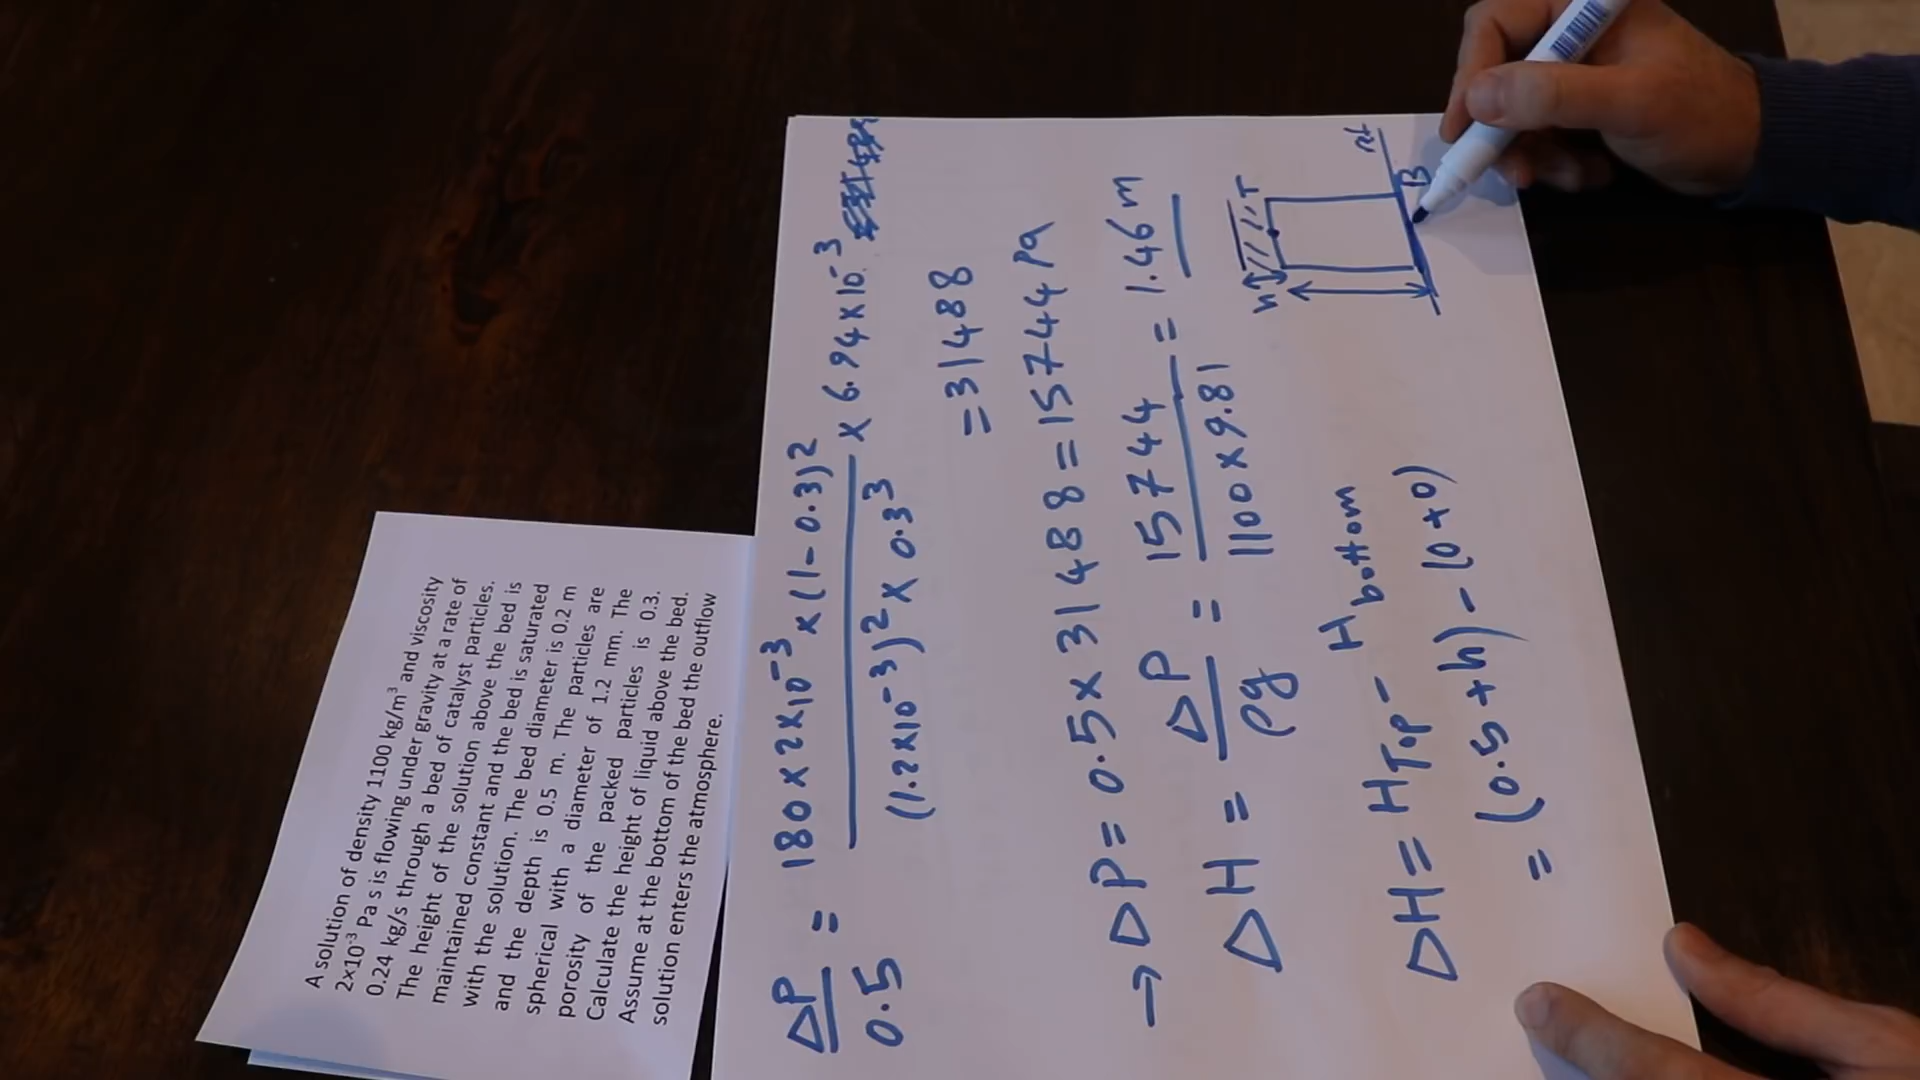 A solution of density 1100 kg/m³ and viscosity
2×10⁻³ Pa s is flowing under gravity at a rate of
0.24 kg/s through a bed of catalyst particles.
The height of the solution above the bed is
maintained constant and the bed is saturated
with the solution. The bed diameter is 0.2 m
and the depth is 0.5 m. The particles are
spherical with a diameter of 1.2 mm. The
porosity of the packed particles is 0.3.
Calculate the height of liquid above the bed.
Assume at the bottom of the bed the outflow
solution enters the atmosphere.
ΔP/0.5 = 180×2×10⁻³×(1-0.3)²/(1.2×10⁻³)²×0.3³ × 6.94×10⁻³
=31488
→ΔP=0.5×31488=15744Pa
ΔH = ΔP/ρg = 15744/1100×9.81 = 1.46m
ΔH=H_Top-H_bottom
=(0.5+h)-(0+0)
h
T
B